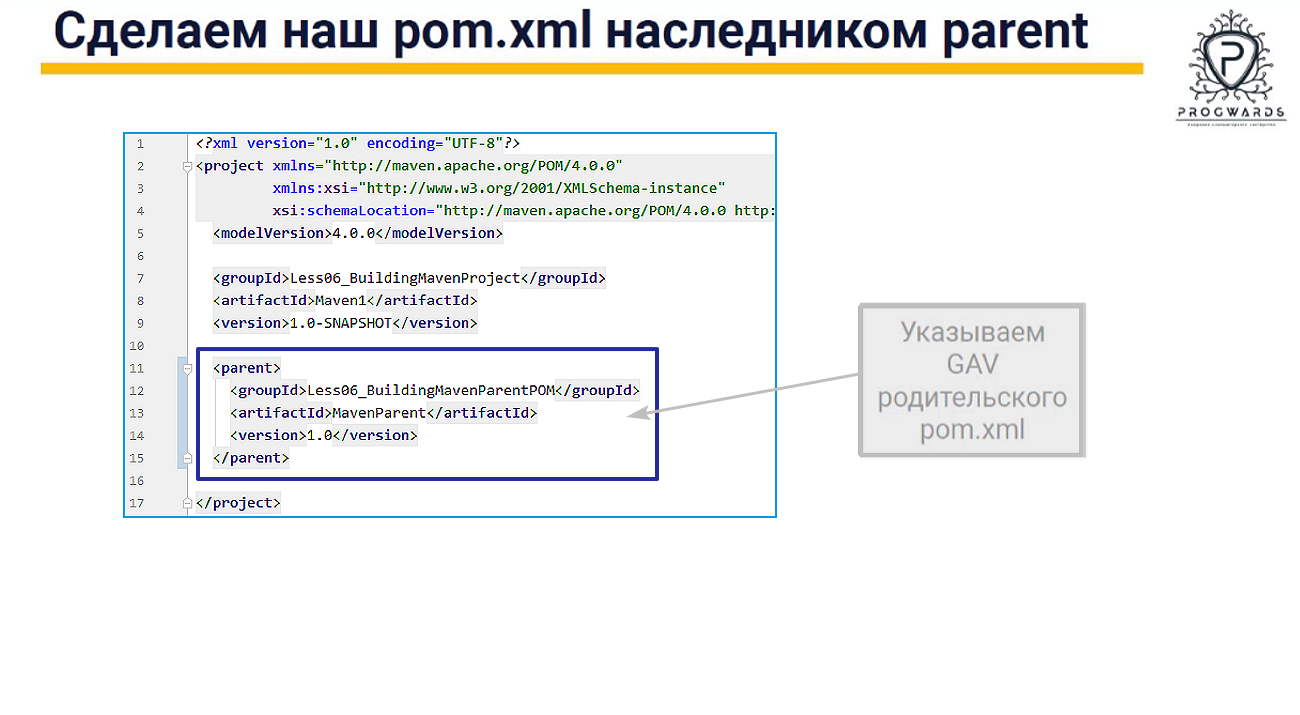 Сделаем наш pom.xml наследником parent
PROGWARDS
1 <?xml version="1.0" encoding="UTF-8"?>
2 <project xmlns="http://maven.apache.org/POM/4.0.0"
3 xmlns:xsi="http://www.w3.org/2001/XMLSchema-instance"
4 xsi:schemaLocation="http://maven.apache.org/POM/4.0.0 http:
5 <modelVersion>4.0.0</modelVersion>
6
7 <groupId>Less06_BuildingMavenProject</groupId>
8 <artifactId>Maven1</artifactId>
9 <version>1.0-SNAPSHOT</version>
10
11 <parent>
12 <groupId>Less06_BuildingMavenParentPOM</groupId>
13 <artifactId>MavenParent</artifactId>
14 <version>1.0</version>
15 </parent>
16
17 </project>
Указываем
GAV
родительского
pom.xml